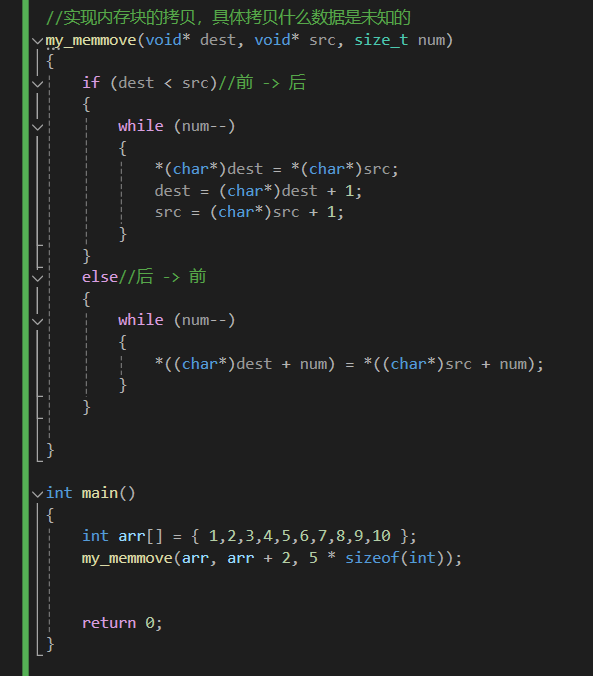 //实现内存块的拷贝，具体拷贝什么数据是未知的
my_memmove(void* dest, void* src, size_t num)
{
    if (dest < src)//前 -> 后
    {
        while (num--)
        {
            *(char*)dest = *(char*)src;
            dest = (char*)dest + 1;
            src = (char*)src + 1;
        }
    }
    else//后 -> 前
    {
        while (num--)
        {
            *((char*)dest + num) = *((char*)src + num);
        }
    }
}
int main()
{
    int arr[] = { 1,2,3,4,5,6,7,8,9,10 };
    my_memmove(arr, arr + 2, 5 * sizeof(int));
    return 0;
}